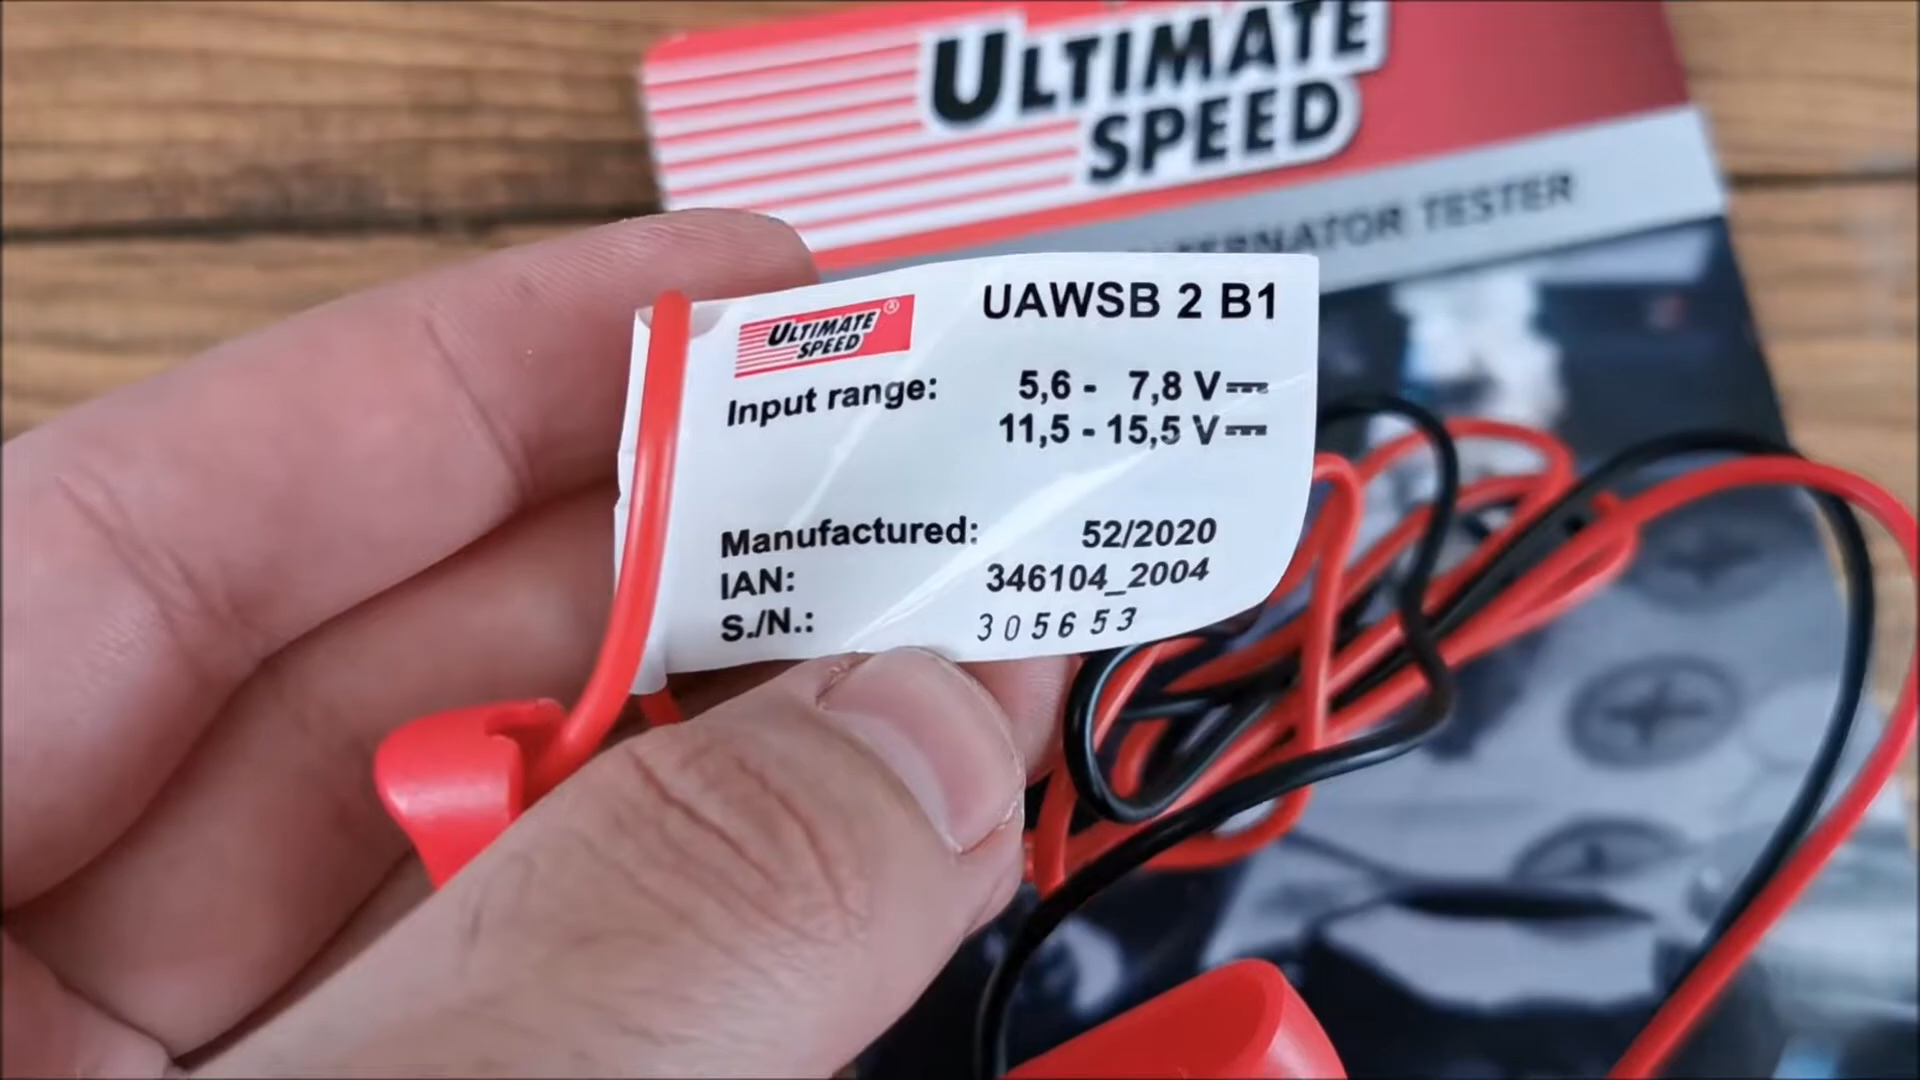 ULTIMATE
SPEED
TESTER
ULTIMATE
SPEED
®
UAWSB 2 B1
Input range: 5,6 - 7,8 V⎓
11,5 - 15,5 V⎓
Manufactured: 52/2020
IAN: 346104_2004
S./N.: 305653